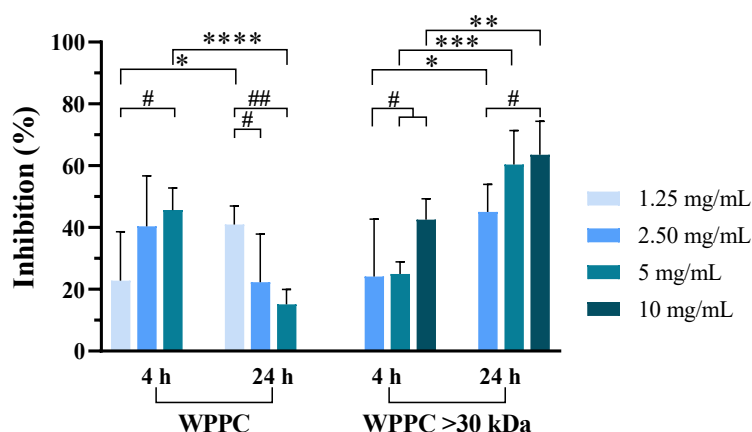 **
**** ***
100
* *
80 # ## # #
#
60
1.25 mg/mL
40
2.50 mg/mL
5 mg/mL
20
10 mg/mL
0
Inhibition (%)
4 h 24 h 4 h 24 h
WPPC WPPC >30 kDa